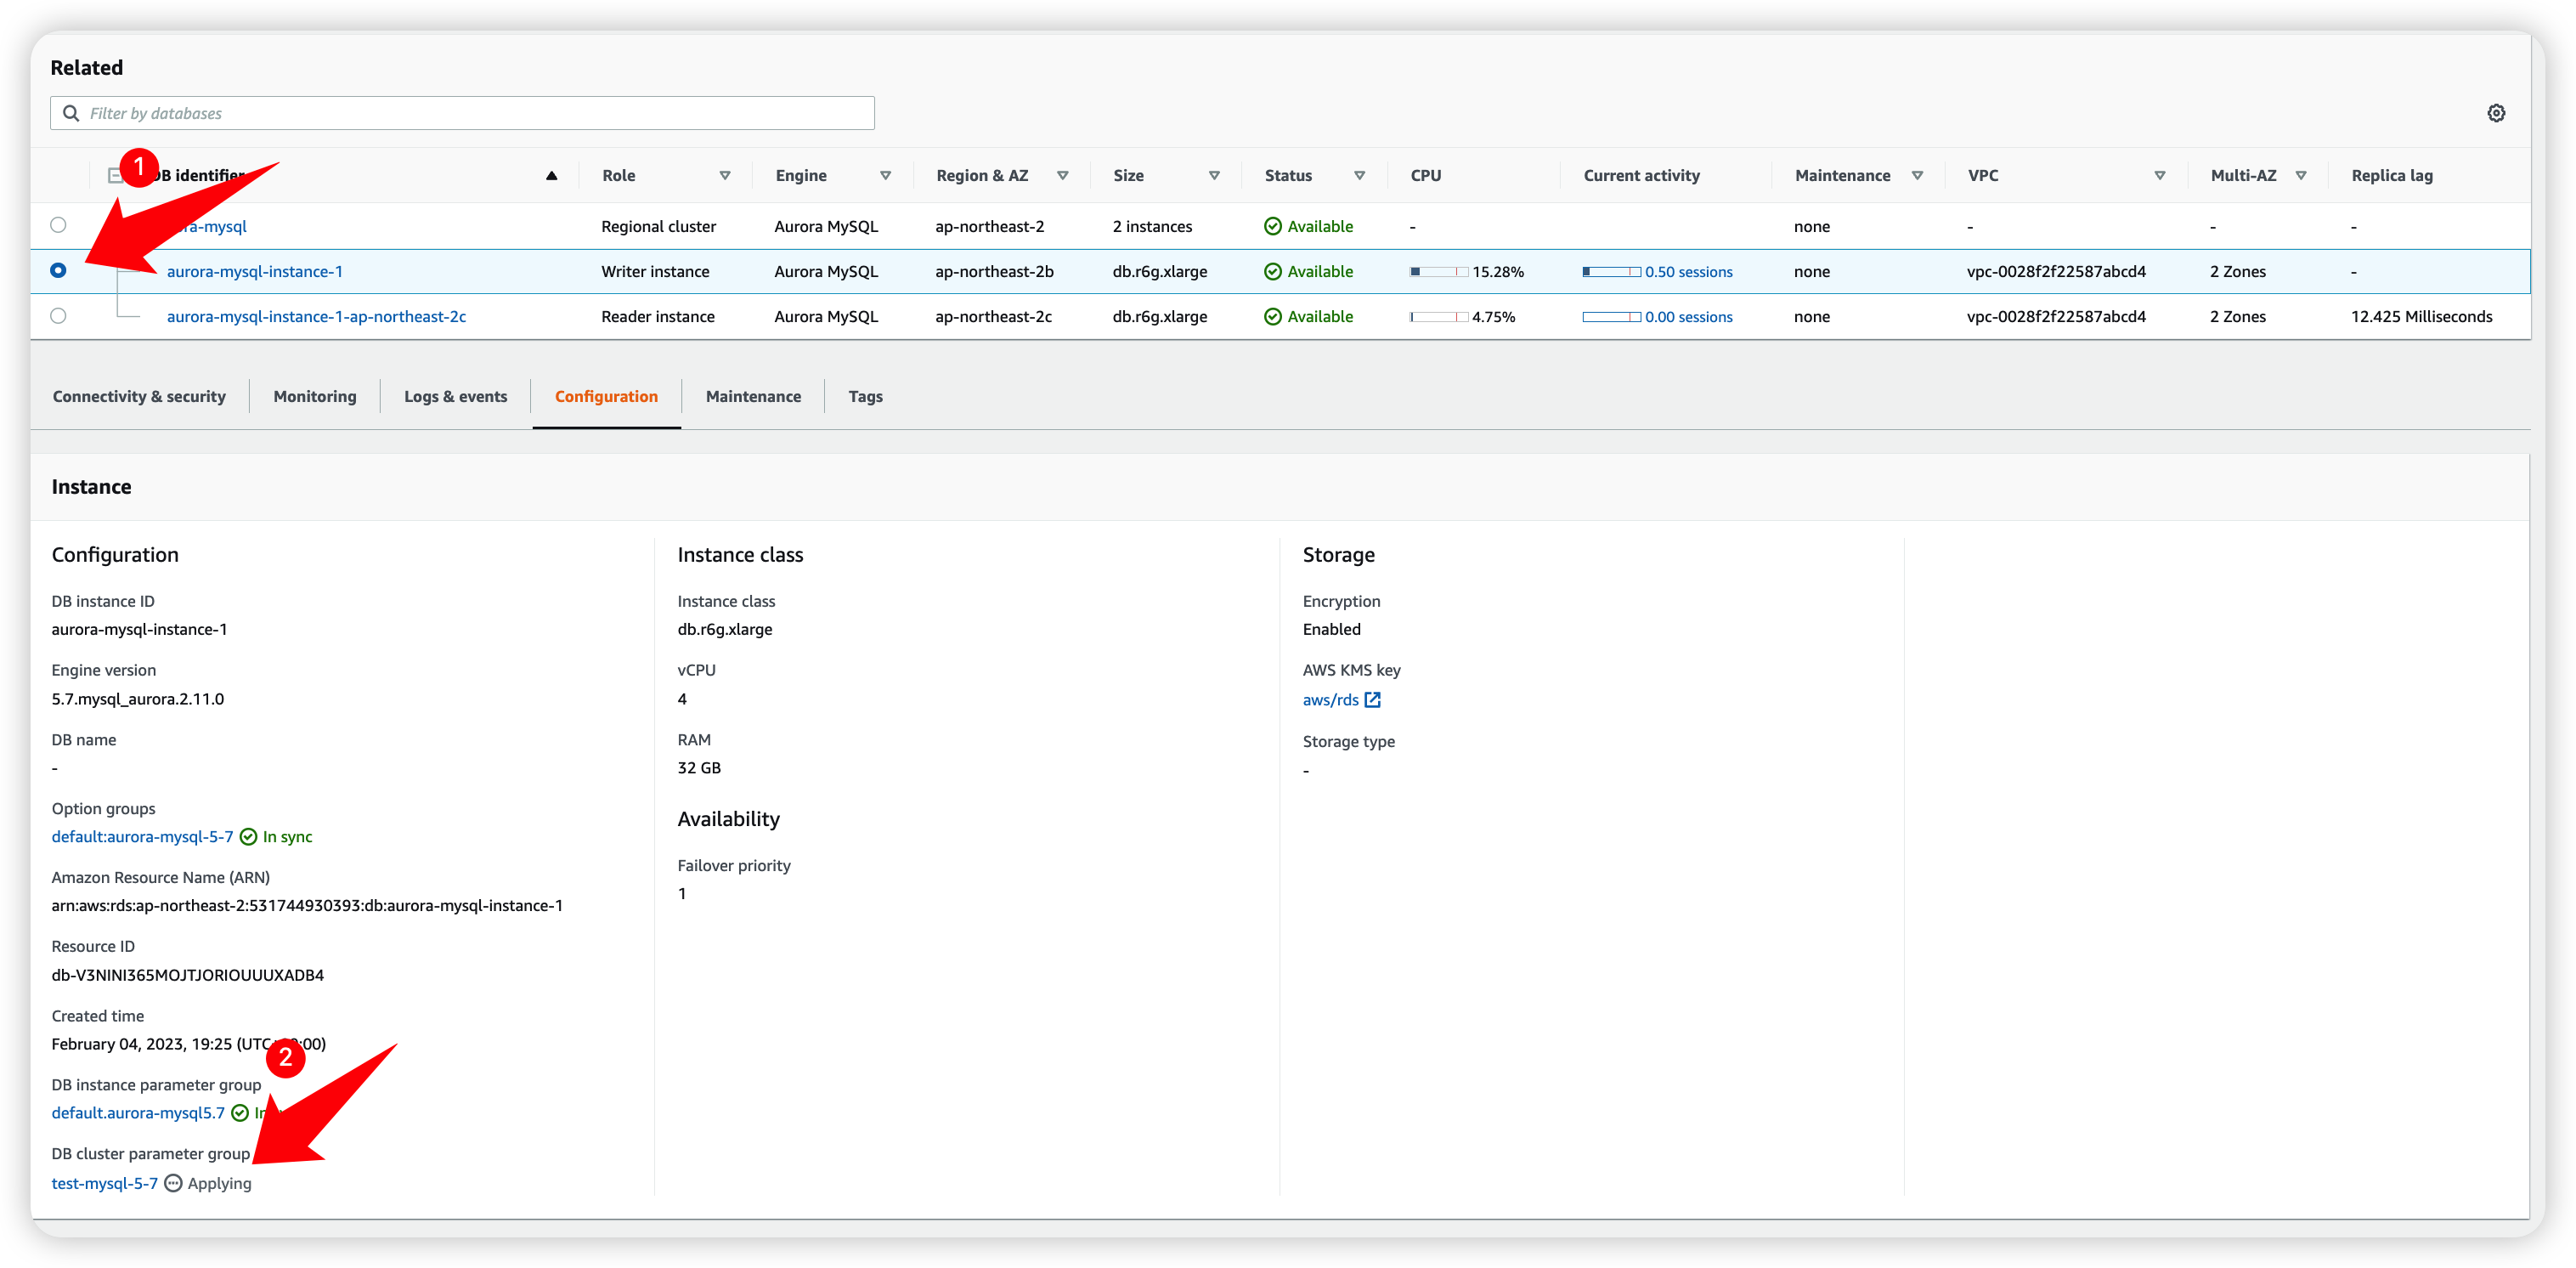 Related
Filter by databases
1
DB identifier Role Engine Region & AZ Size Status CPU Current activity Maintenance VPC Multi-AZ Replica lag
ra-mysql Regional cluster Aurora MySQL ap-northeast-2 2 instances Available - none - - -
aurora-mysql-instance-1 Writer instance Aurora MySQL ap-northeast-2b db.r6g.xlarge Available 15.28% 0.50 sessions none vpc-0028f2f22587abcd4 2 Zones -
aurora-mysql-instance-1-ap-northeast-2c Reader instance Aurora MySQL ap-northeast-2c db.r6g.xlarge Available 4.75% 0.00 sessions none vpc-0028f2f22587abcd4 2 Zones 12.425 Milliseconds
Connectivity & security Monitoring Logs & events Configuration Maintenance Tags
Instance
Configuration
DB instance ID
aurora-mysql-instance-1
Engine version
5.7.mysql_aurora.2.11.0
DB name
-
Option groups
default:aurora-mysql-5-7 In sync
Amazon Resource Name (ARN)
arn:aws:rds:ap-northeast-2:531744930393:db:aurora-mysql-instance-1
Resource ID
db-V3NINI365MOJTJORIOUUUXADB4
Created time
February 04, 2023, 19:25 (UTC :00)
2
DB instance parameter group
default.aurora-mysql5.7 In
DB cluster parameter group
test-mysql-5-7 Applying
Instance class
Instance class
db.r6g.xlarge
vCPU
4
RAM
32 GB
Availability
Failover priority
1
Storage
Encryption
Enabled
AWS KMS key
aws/rds
Storage type
-